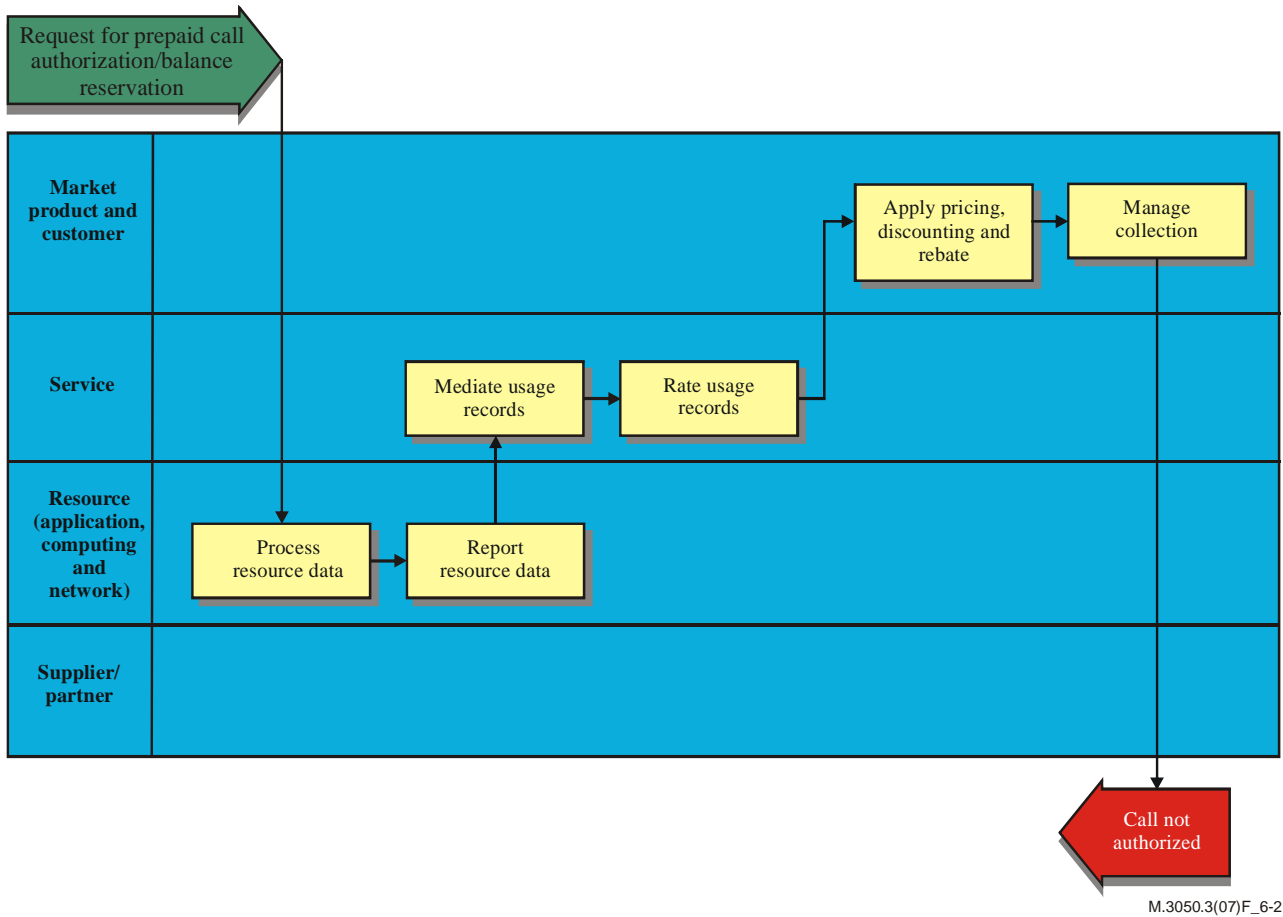 Request for prepaid call
authorization/balance
reservation
Market
product and
customer
Apply pricing,
discounting and
rebate
Manage
collection
Service
Mediate usage
records
Rate usage
records
Resource
(application,
computing
and
network)
Process
resource data
Report
resource data
Supplier/
partner
Call not
authorized
M.3050.3(07)F_6-2